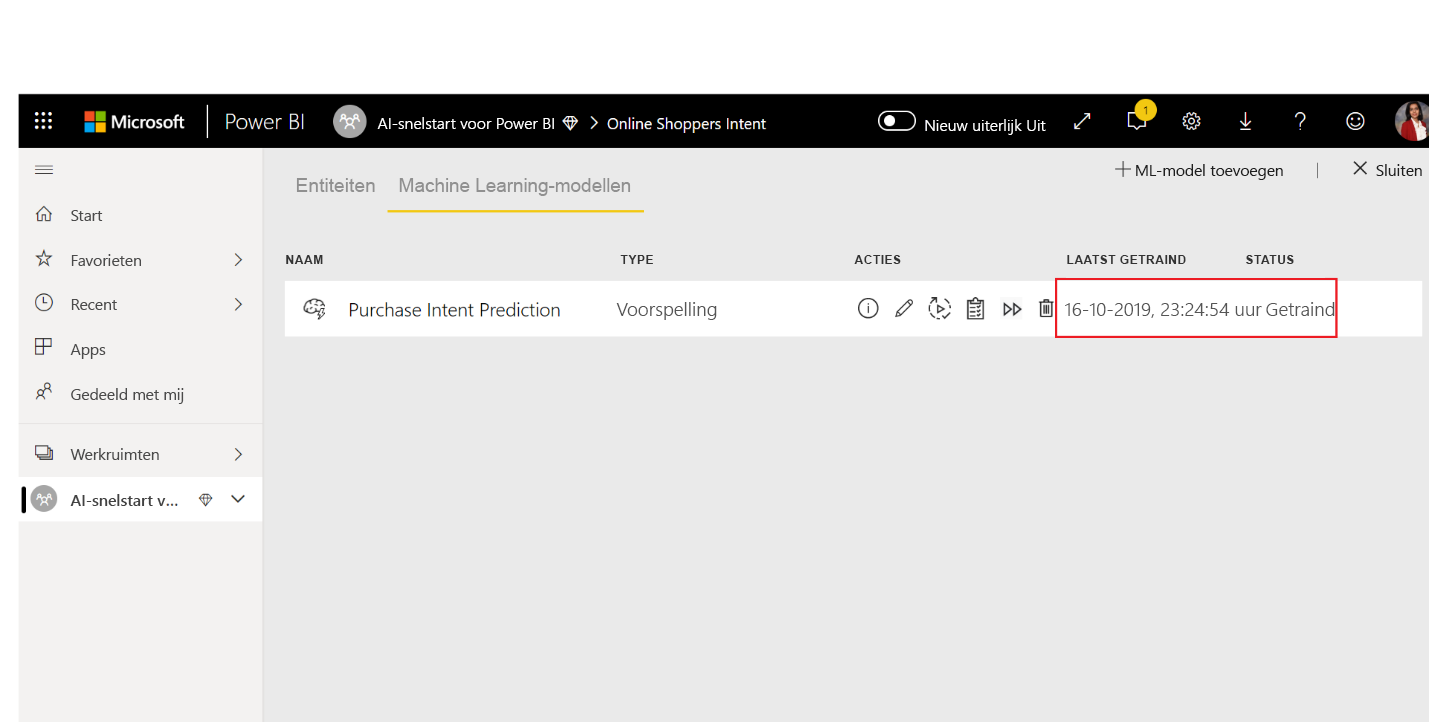 Microsoft Power BI AI-snelstart voor Power BI > Online Shoppers Intent Nieuw uiterlijk Uit 1
Entiteiten Machine Learning-modellen
ML-model toevoegen | Sluiten
Start
Favorieten
Recent
Apps
Gedeeld met mij
Werkruimten
AI-snelstart v...
NAAM TYPE ACTIES LAATST GETRAIND STATUS
Purchase Intent Prediction Voorspelling 16-10-2019, 23:24:54 uur Getraind